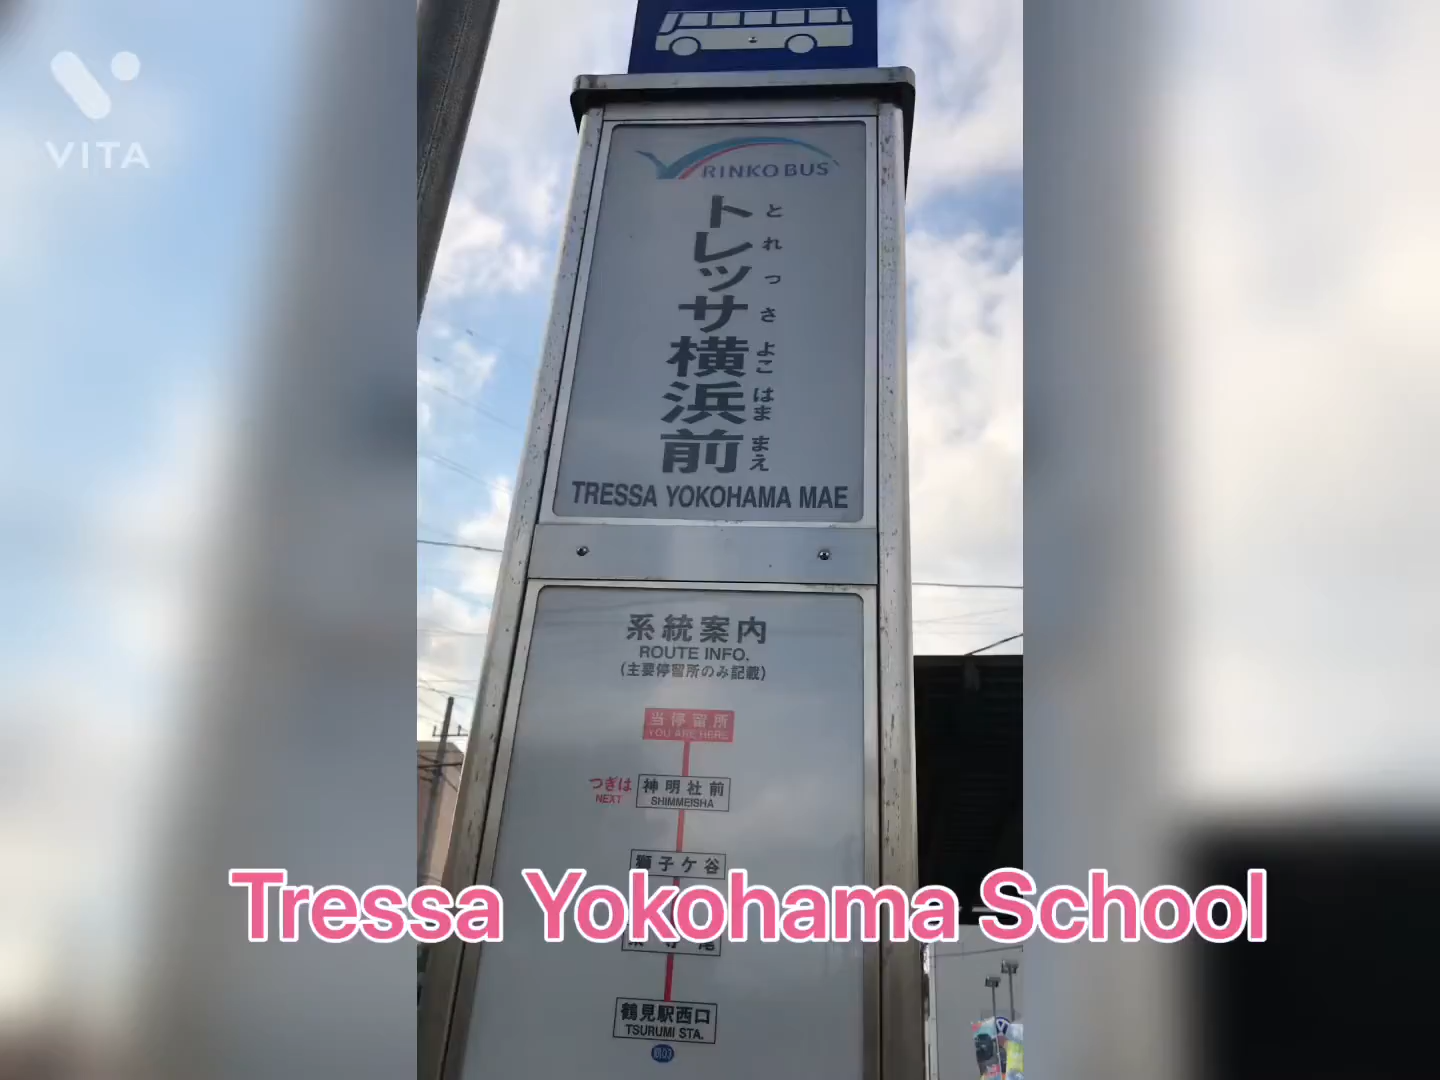 VITA
RINKO BUS
トレッサ横浜前
とれっさよこはままえ
TRESSA YOKOHAMA MAE
系統案内
ROUTE INFO.
(主要停留所のみ記載)
当停留所
YOU ARE HERE
つぎは
NEXT
神明社前
SHIMMEISHA
獅子ケ谷
Tressa Yokohama School
鶴見駅西口
TSURUMI STA.